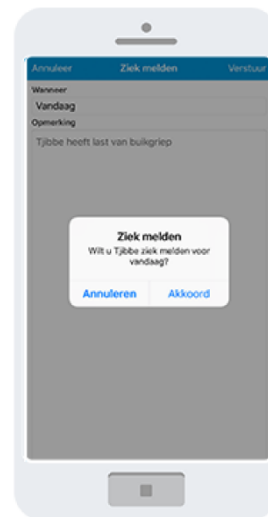 Annuleer Ziek melden Verstuur
Wanneer
Vandaag
Opmerking
Tjibbe heeft last van buikgriep
Ziek melden
Wilt u Tjibbe ziek melden voor
vandaag?
Annuleren Akkoord